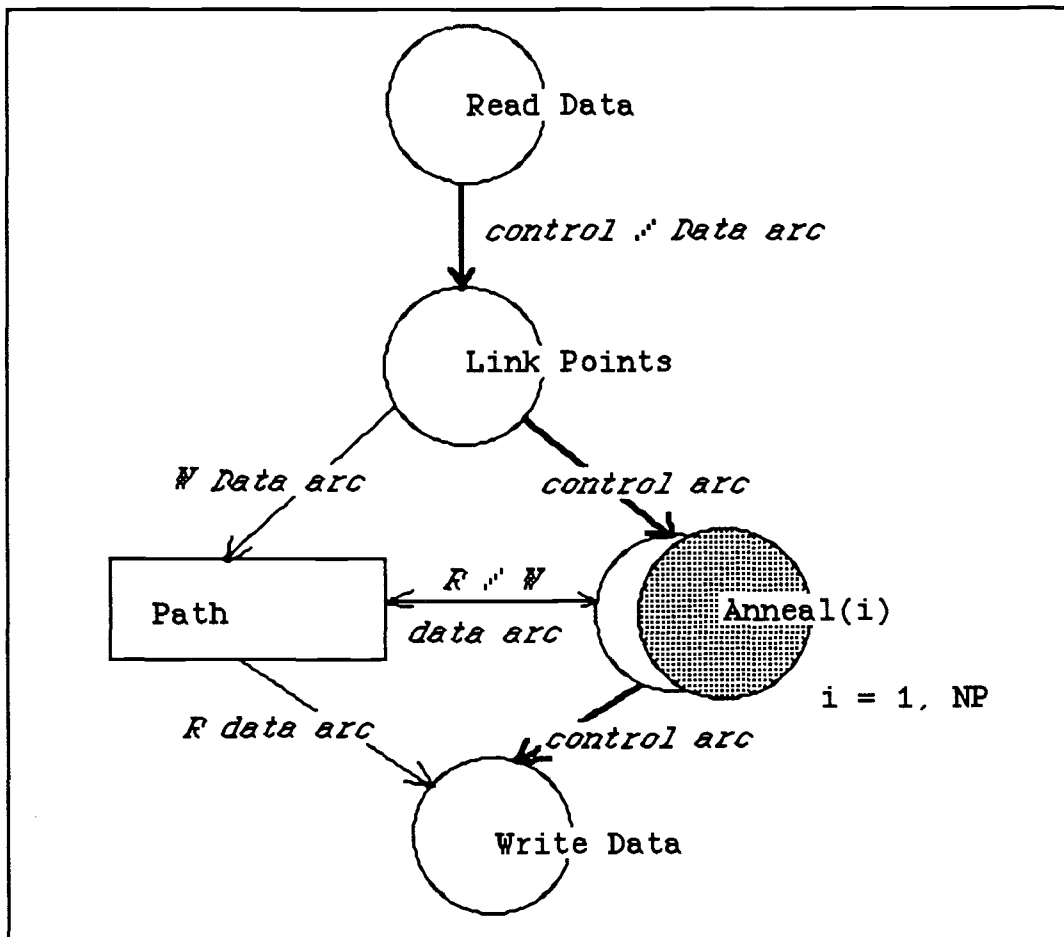 Read Data
control / Data arc
Link Points
W Data arc
control arc
R / W
data arc
Path
Anneal(i)
i = 1, NP
R data arc
control arc
Write Data